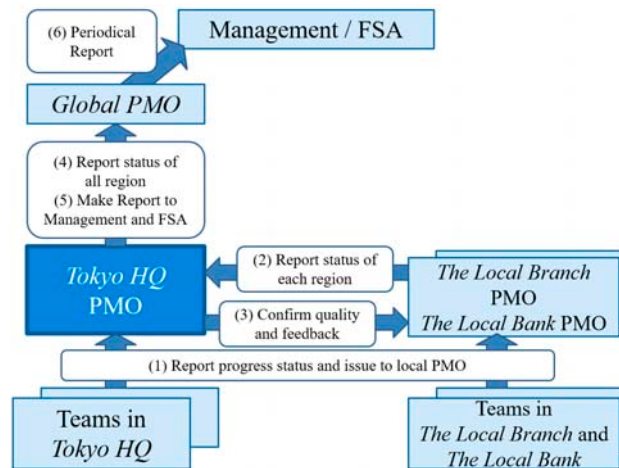 (6) Periodical
Report
Management / FSA
Global PMO
(4) Report status of
all region
(5) Make Report to
Management and FSA
Tokyo HQ
PMO
(2) Report status of
each region
(3) Confirm quality
and feedback
The Local Branch
PMO
The Local Bank PMO
(1) Report progress status and issue to local PMO
Teams in
Tokyo HQ
Teams in
The Local Branch and
The Local Bank